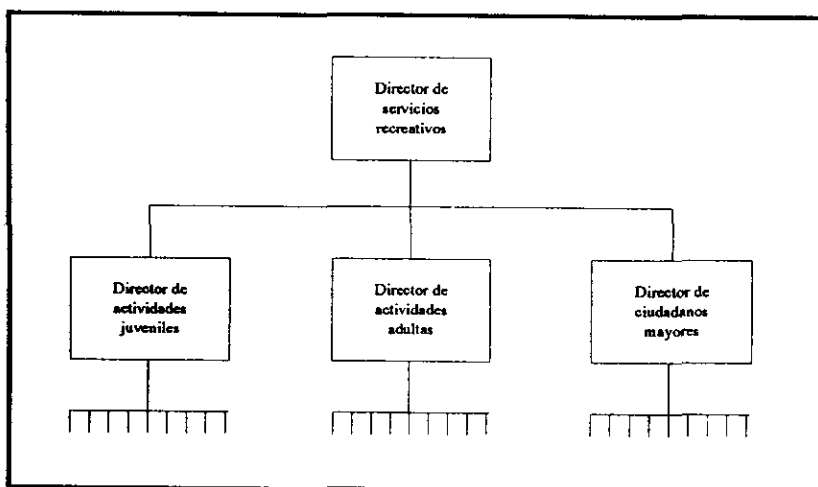 Director de
servicios
recreativos
Director de
actividades
juveniles
Director de
actividades
adultas
Director de
ciudadanos
mayores